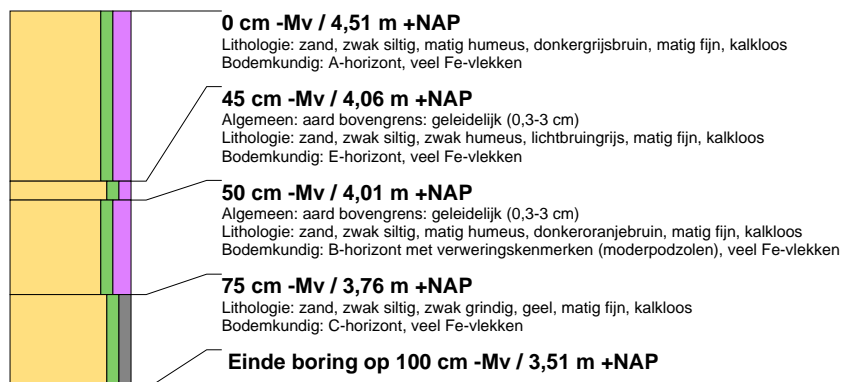 0 cm -Mv / 4,51 m +NAP
Lithologie: zand, zwak siltig, matig humeus, donkergrijsbruin, matig fijn, kalkloos
Bodemkundig: A-horizont, veel Fe-vlekken
45 cm -Mv / 4,06 m +NAP
Algemeen: aard bovengrens: geleidelijk (0,3-3 cm)
Lithologie: zand, zwak siltig, zwak humeus, lichtbruingrijs, matig fijn, kalkloos
Bodemkundig: E-horizont, veel Fe-vlekken
50 cm -Mv / 4,01 m +NAP
Algemeen: aard bovengrens: geleidelijk (0,3-3 cm)
Lithologie: zand, zwak siltig, matig humeus, donkeroranjebruin, matig fijn, kalkloos
Bodemkundig: B-horizont met verweringskenmerken (moderpodzolen), veel Fe-vlekken
75 cm -Mv / 3,76 m +NAP
Lithologie: zand, zwak siltig, zwak grindig, geel, matig fijn, kalkloos
Bodemkundig: C-horizont, veel Fe-vlekken
Einde boring op 100 cm -Mv / 3,51 m +NAP